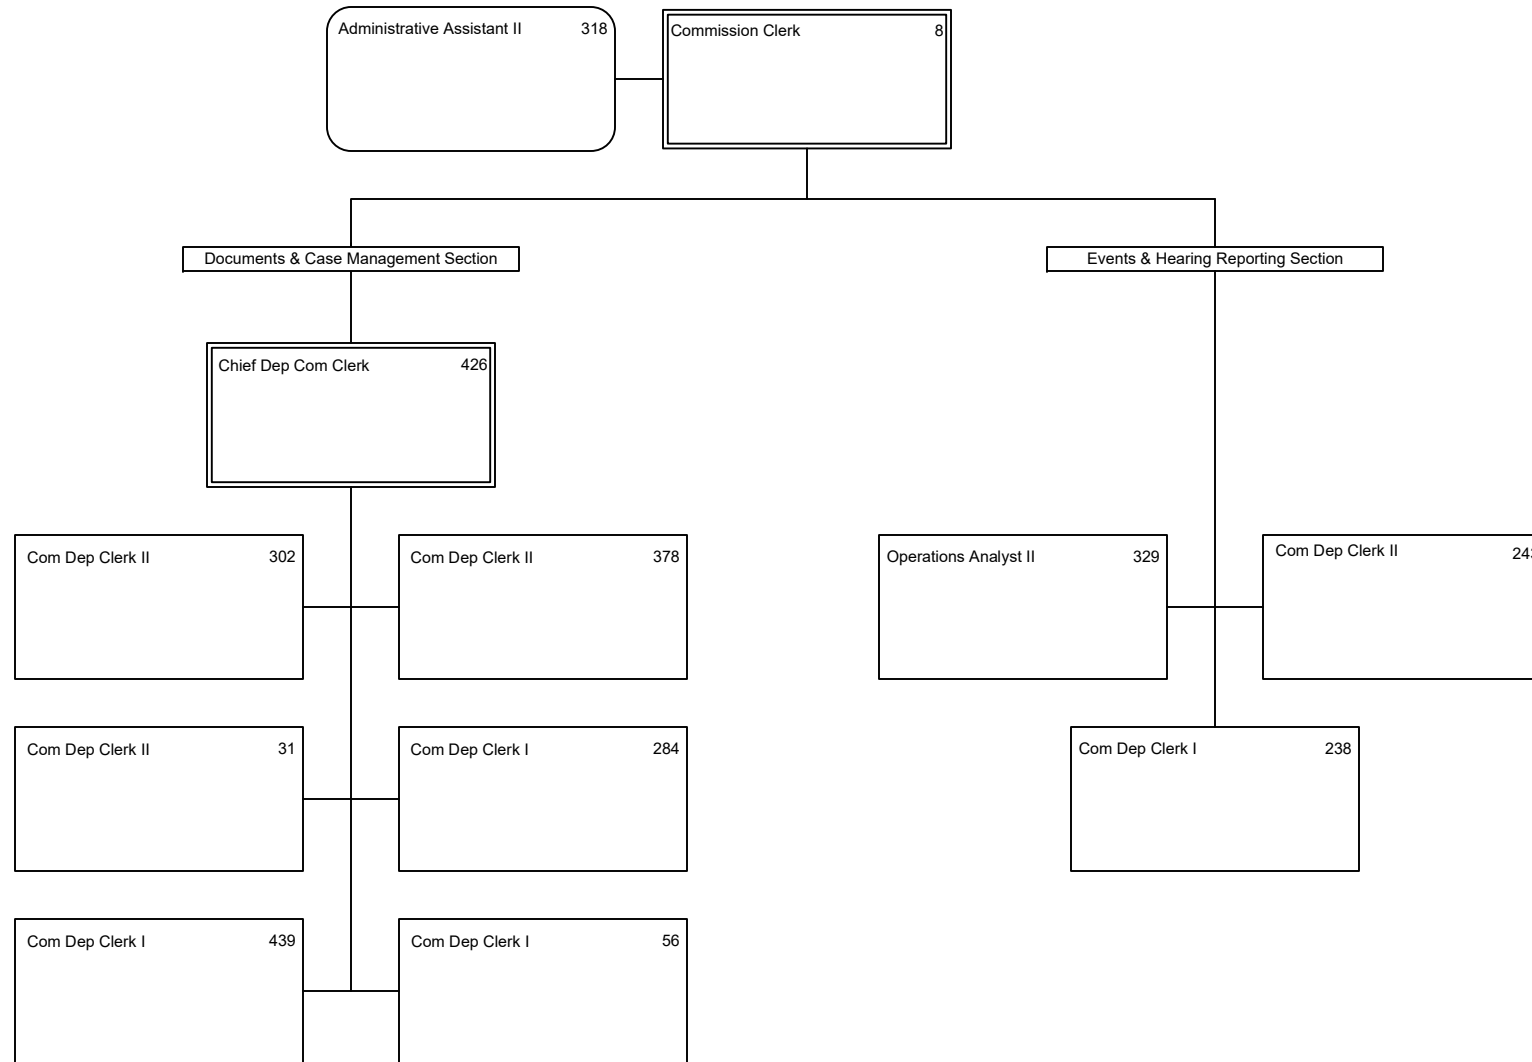 Administrative Assistant II 318
Commission Clerk 8
Documents & Case Management Section
Events & Hearing Reporting Section
Chief Dep Com Clerk 426
Com Dep Clerk II 302
Com Dep Clerk II 378
Operations Analyst II 329
Com Dep Clerk II
Com Dep Clerk II 31
Com Dep Clerk I 284
Com Dep Clerk I 238
Com Dep Clerk I 439
Com Dep Clerk I 56